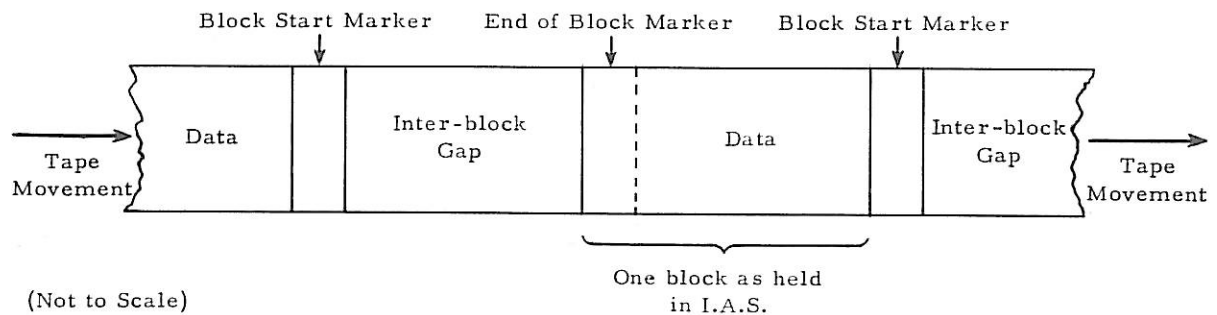 Block Start Marker
End of Block Marker
Block Start Marker
Data
Inter-block
Gap
Data
Inter-block
Gap
Tape
Movement
Tape
Movement
One block as held
in I.A.S.
(Not to Scale)